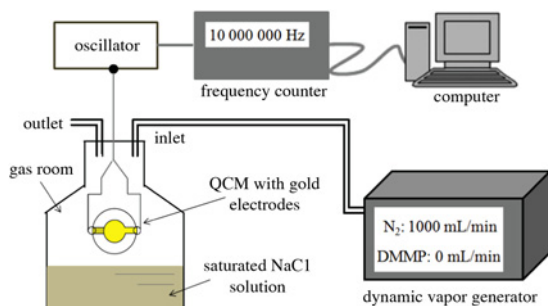 oscillator
10 000 000 Hz
frequency counter
computer
outlet
inlet
gas room
QCM with gold
electrodes
saturated NaC1
solution
N₂: 1000 mL/min
DMMP: 0 mL/min
dynamic vapor generator